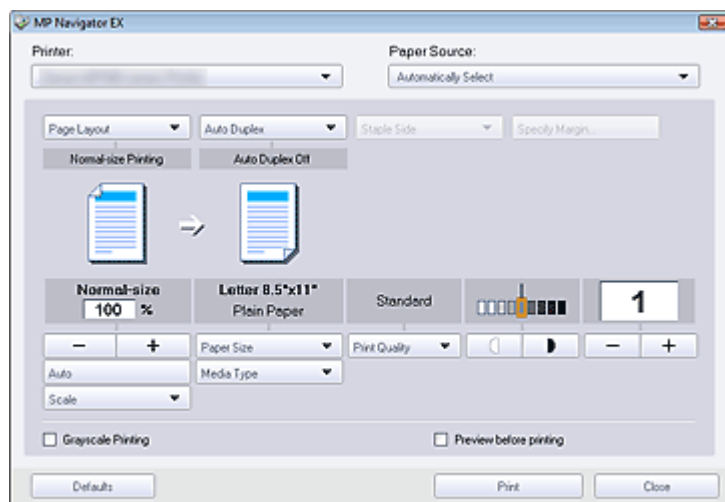 MP Navigator EX
Printer: Paper Source:
Automatically Select
Page Layout Auto Duplex Staple Side Specify Margin...
Normal-size Printing Auto Duplex Off
Normal-size Letter 8.5"x11" Standard 1
100 % Plain Paper
− + Paper Size Print Quality − +
Auto Media Type
Scale
Grayscale Printing Preview before printing
Defaults Print Close